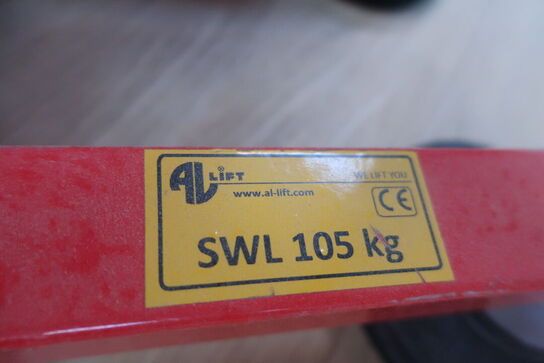 AL LIFT WE LIFT YOU
www.al-lift.com
CE
SWL 105 kg